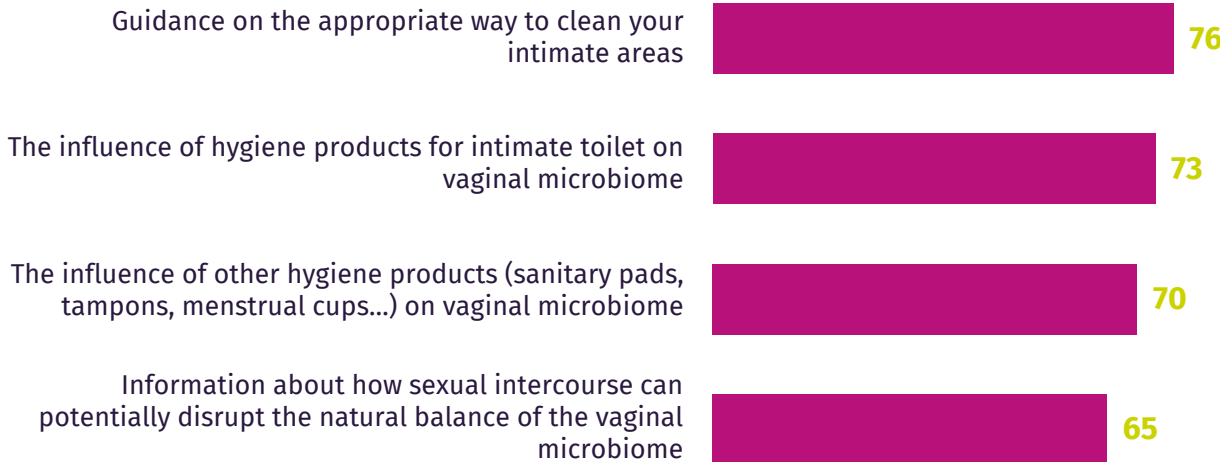 Guidance on the appropriate way to clean your
intimate areas
76
The influence of hygiene products for intimate toilet on
vaginal microbiome
73
The influence of other hygiene products (sanitary pads,
tampons, menstrual cups...) on vaginal microbiome
70
Information about how sexual intercourse can
potentially disrupt the natural balance of the vaginal
microbiome
65